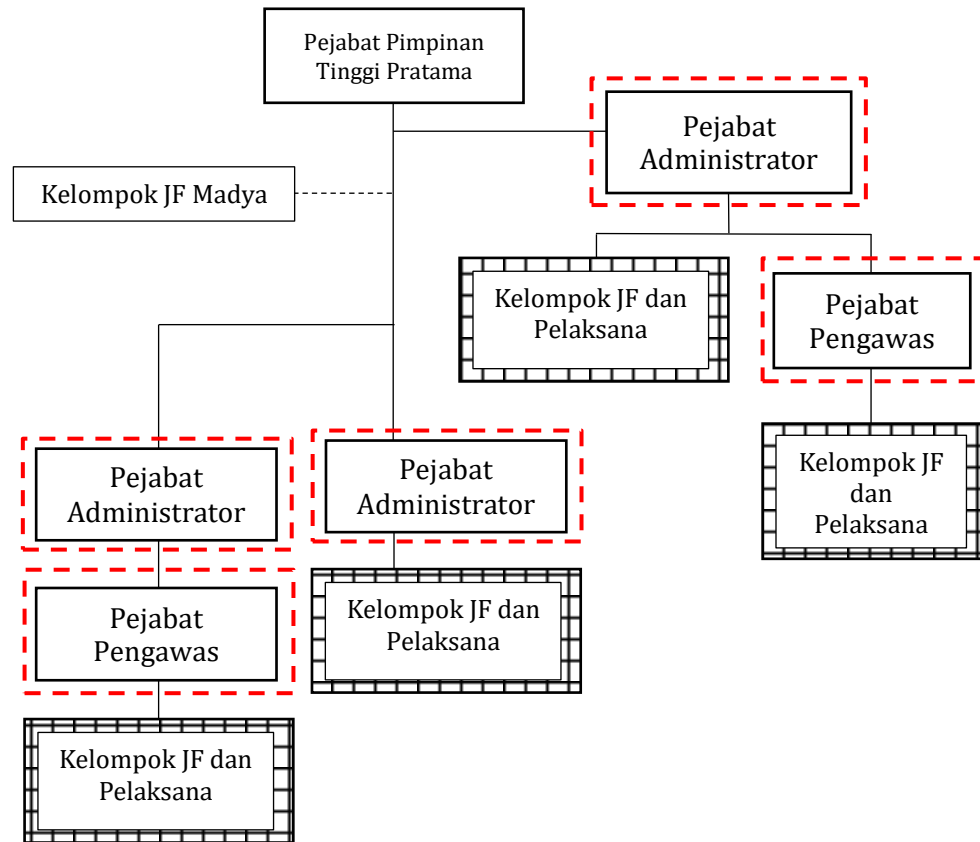 Pejabat Pimpinan
Tinggi Pratama
Pejabat
Administrator
Kelompok JF Madya
Kelompok JF dan
Pelaksana
Pejabat
Pengawas
Pejabat
Administrator
Pejabat
Administrator
Kelompok JF
dan
Pelaksana
Pejabat
Pengawas
Kelompok JF dan
Pelaksana
Kelompok JF dan
Pelaksana